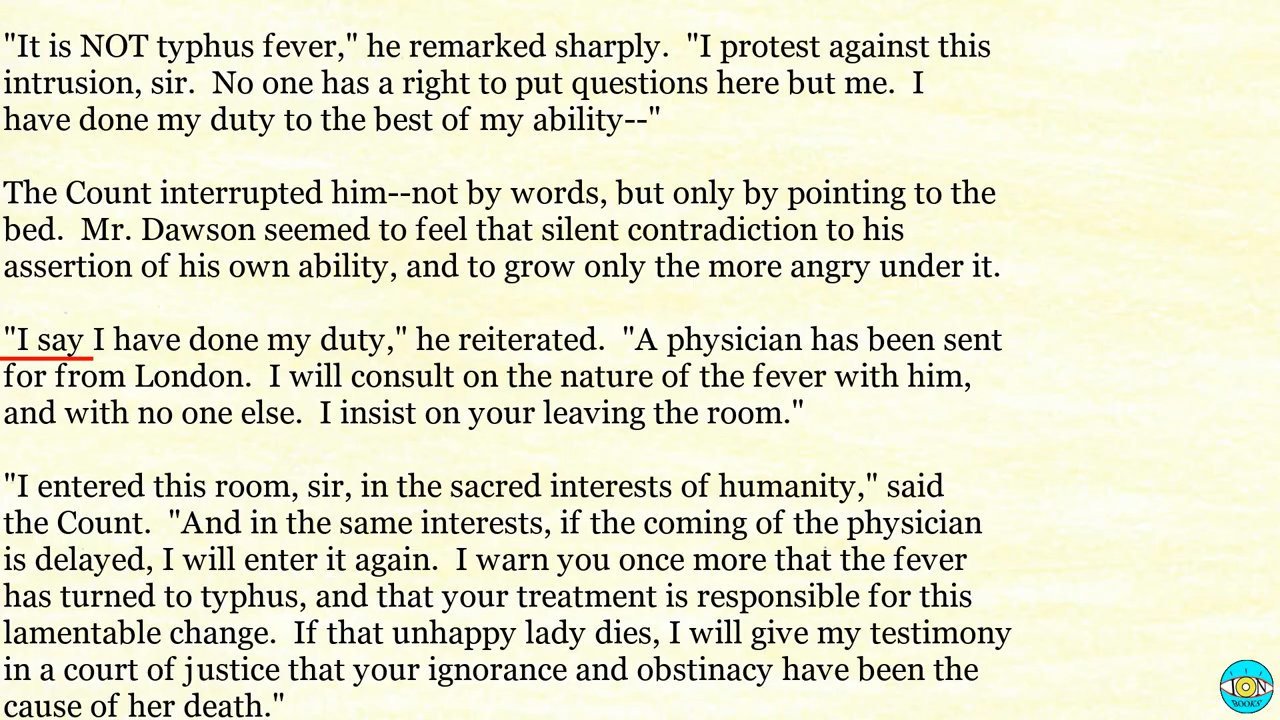 "It is NOT typhus fever," he remarked sharply.  "I protest against this
intrusion, sir.  No one has a right to put questions here but me.  I
have done my duty to the best of my ability--"
The Count interrupted him--not by words, but only by pointing to the
bed.  Mr. Dawson seemed to feel that silent contradiction to his
assertion of his own ability, and to grow only the more angry under it.
"I say I have done my duty," he reiterated.  "A physician has been sent
for from London.  I will consult on the nature of the fever with him,
and with no one else.  I insist on your leaving the room."
"I entered this room, sir, in the sacred interests of humanity," said
the Count.  "And in the same interests, if the coming of the physician
is delayed, I will enter it again.  I warn you once more that the fever
has turned to typhus, and that your treatment is responsible for this
lamentable change.  If that unhappy lady dies, I will give my testimony
in a court of justice that your ignorance and obstinacy have been the
cause of her death."
ION
BOOKS